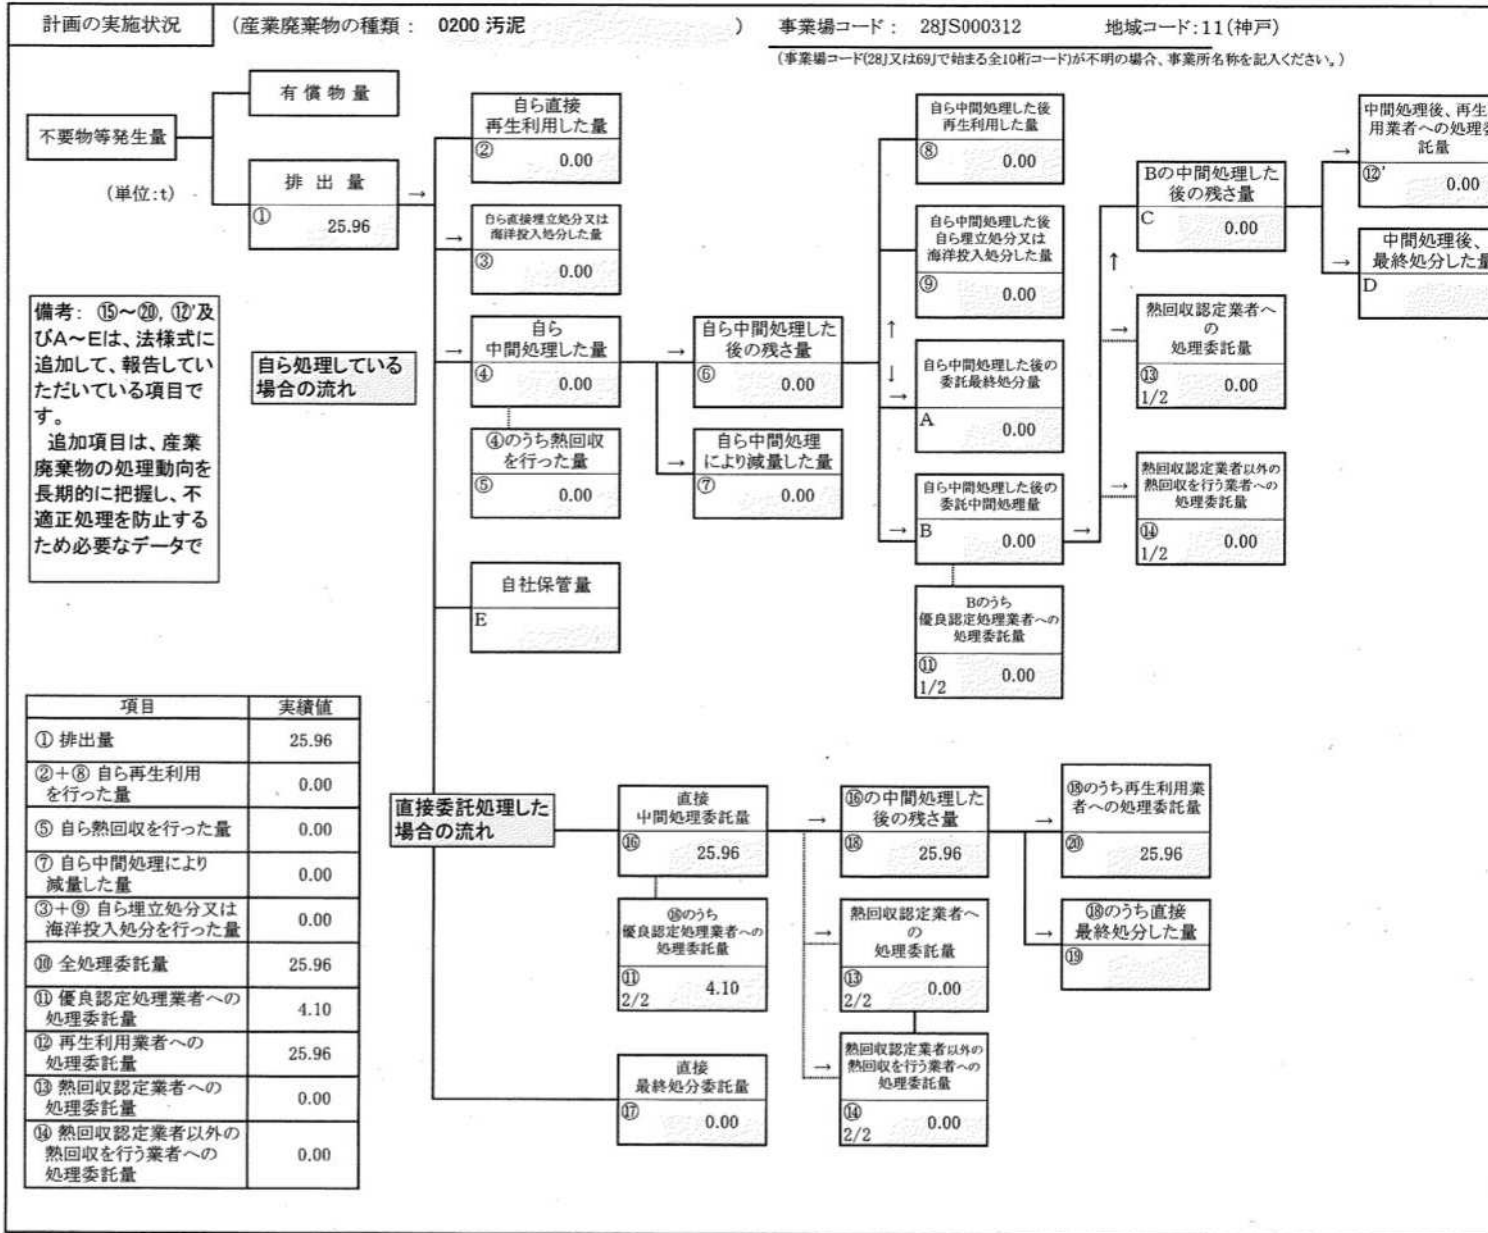 計画の実施状況
(産業廃棄物の種類： 0200 汚泥 )
事業場コード： 28JS000312 地域コード:11(神戸)
(事業場コード(28J又は69Jで始まる全10桁コード)が不明の場合、事業所名称を記入ください。)
不要物等発生量
有償物量
(単位:t)
排出量
①
25.96
→
備考: ⑮～⑳, ⑫'及
びA～Eは、法様式に
追加して、報告してい
ただいている項目で
す。
追加項目は、産業
廃棄物の処理動向を
長期的に把握し、不
適正処理を防止する
ため必要なデータで
自ら処理している
場合の流れ
自ら直接
再生利用した量
②
0.00
→
自ら直接埋立処分又は
海洋投入処分した量
③
0.00
→
自ら
中間処理した量
④
0.00
④のうち熱回収
を行った量
⑤
0.00
自社保管量
E
→
自ら中間処理した
後の残さ量
⑥
0.00
→
自ら中間処理
により減量した量
⑦
0.00
自ら中間処理した後
再生利用した量
⑧
0.00
自ら中間処理した後
自ら埋立処分又は
海洋投入処分した量
⑨
0.00
↑
↓
→
自ら中間処理した後の
委託最終処分量
A
0.00
→
自ら中間処理した後の
委託中間処理量
B
0.00
→
Bのうち
優良認定処理業者への
処理委託量
⑪
1/2
0.00
↑
Bの中間処理した
後の残さ量
C
0.00
→
熱回収認定業者へ
の
処理委託量
⑬
1/2
0.00
→
熱回収認定業者以外の
熱回収を行う業者への
処理委託量
⑭
1/2
0.00
→
中間処理後、再生
用業者への処理委
託量
⑫'
0.00
→
中間処理後、
最終処分した量
D
項目 実績値
① 排出量 25.96
②+⑧ 自ら再生利用
を行った量 0.00
⑤ 自ら熱回収を行った量 0.00
⑦ 自ら中間処理により
減量した量 0.00
③+⑨ 自ら埋立処分又は
海洋投入処分を行った量 0.00
⑩ 全処理委託量 25.96
⑪ 優良認定処理業者への
処理委託量 4.10
⑫ 再生利用業者への
処理委託量 25.96
⑬ 熱回収認定業者への
処理委託量 0.00
⑭ 熱回収認定業者以外の
熱回収を行う業者への
処理委託量 0.00
直接委託処理した
場合の流れ
直接
中間処理委託量
⑯
25.96
⑯のうち
優良認定処理業者への
処理委託量
⑪
2/2
4.10
直接
最終処分委託量
⑰
0.00
→
⑯の中間処理した
後の残さ量
⑱
25.96
→
熱回収認定業者へ
の
処理委託量
⑬
2/2
0.00
→
熱回収認定業者以外の
熱回収を行う業者への
処理委託量
⑭
2/2
0.00
→
⑱のうち再生利用業
者への処理委託量
⑳
25.96
→
⑱のうち直接
最終処分した量
⑲